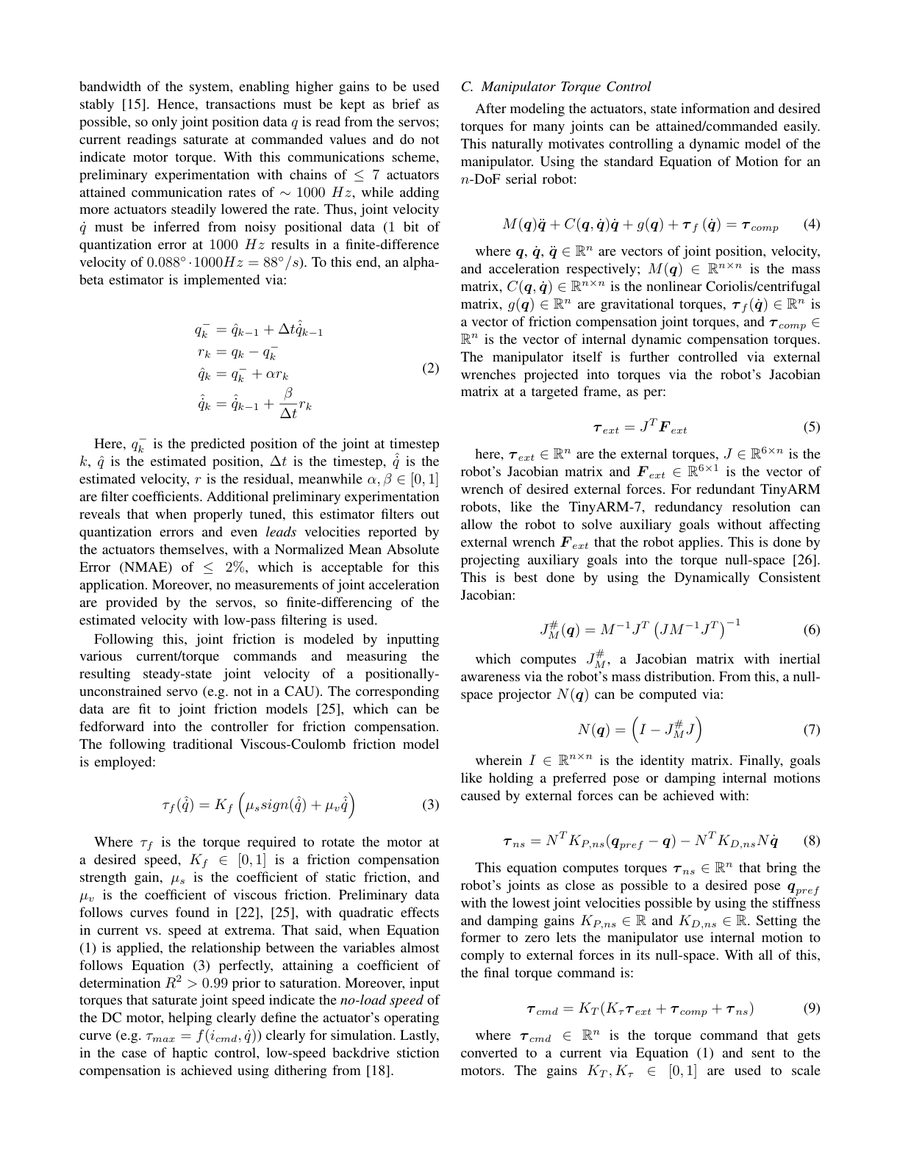 bandwidth of the system, enabling higher gains to be used
stably [15]. Hence, transactions must be kept as brief as
possible, so only joint position data q is read from the servos;
current readings saturate at commanded values and do not
indicate motor torque. With this communications scheme,
preliminary experimentation with chains of ≤ 7 actuators
attained communication rates of ∼ 1000 Hz, while adding
more actuators steadily lowered the rate. Thus, joint velocity
q̇ must be inferred from noisy positional data (1 bit of
quantization error at 1000 Hz results in a finite-difference
velocity of 0.088° · 1000Hz = 88°/s). To this end, an alpha-
beta estimator is implemented via:
q⁻ₖ = q̂ₖ₋₁ + Δt q̇̂ₖ₋₁
rₖ = qₖ − q⁻ₖ
q̂ₖ = q⁻ₖ + αrₖ
q̇̂ₖ = q̇̂ₖ₋₁ + β/Δt rₖ
(2)
Here, q⁻ₖ is the predicted position of the joint at timestep
k, q̂ is the estimated position, Δt is the timestep, q̇̂ is the
estimated velocity, r is the residual, meanwhile α, β ∈ [0, 1]
are filter coefficients. Additional preliminary experimentation
reveals that when properly tuned, this estimator filters out
quantization errors and even leads velocities reported by
the actuators themselves, with a Normalized Mean Absolute
Error (NMAE) of ≤ 2%, which is acceptable for this
application. Moreover, no measurements of joint acceleration
are provided by the servos, so finite-differencing of the
estimated velocity with low-pass filtering is used.
Following this, joint friction is modeled by inputting
various current/torque commands and measuring the
resulting steady-state joint velocity of a positionally-
unconstrained servo (e.g. not in a CAU). The corresponding
data are fit to joint friction models [25], which can be
fedforward into the controller for friction compensation.
The following traditional Viscous-Coulomb friction model
is employed:
τ_f(q̇̂) = K_f (μ_s sign(q̇̂) + μ_v q̇̂) (3)
Where τ_f is the torque required to rotate the motor at
a desired speed, K_f ∈ [0, 1] is a friction compensation
strength gain, μ_s is the coefficient of static friction, and
μ_v is the coefficient of viscous friction. Preliminary data
follows curves found in [22], [25], with quadratic effects
in current vs. speed at extrema. That said, when Equation
(1) is applied, the relationship between the variables almost
follows Equation (3) perfectly, attaining a coefficient of
determination R² > 0.99 prior to saturation. Moreover, input
torques that saturate joint speed indicate the no-load speed of
the DC motor, helping clearly define the actuator's operating
curve (e.g. τ_max = f(i_cmd, q̇)) clearly for simulation. Lastly,
in the case of haptic control, low-speed backdrive stiction
compensation is achieved using dithering from [18].
C. Manipulator Torque Control
After modeling the actuators, state information and desired
torques for many joints can be attained/commanded easily.
This naturally motivates controlling a dynamic model of the
manipulator. Using the standard Equation of Motion for an
n-DoF serial robot:
M(q)q̈ + C(q, q̇)q̇ + g(q) + τ_f (q̇) = τ_comp (4)
where q, q̇, q̈ ∈ ℝⁿ are vectors of joint position, velocity,
and acceleration respectively; M(q) ∈ ℝⁿˣⁿ is the mass
matrix, C(q, q̇) ∈ ℝⁿˣⁿ is the nonlinear Coriolis/centrifugal
matrix, g(q) ∈ ℝⁿ are gravitational torques, τ_f(q̇) ∈ ℝⁿ is
a vector of friction compensation joint torques, and τ_comp ∈
ℝⁿ is the vector of internal dynamic compensation torques.
The manipulator itself is further controlled via external
wrenches projected into torques via the robot's Jacobian
matrix at a targeted frame, as per:
τ_ext = JᵀF_ext (5)
here, τ_ext ∈ ℝⁿ are the external torques, J ∈ ℝ⁶ˣⁿ is the
robot's Jacobian matrix and F_ext ∈ ℝ⁶ˣ¹ is the vector of
wrench of desired external forces. For redundant TinyARM
robots, like the TinyARM-7, redundancy resolution can
allow the robot to solve auxiliary goals without affecting
external wrench F_ext that the robot applies. This is done by
projecting auxiliary goals into the torque null-space [26].
This is best done by using the Dynamically Consistent
Jacobian:
J_M^#(q) = M⁻¹Jᵀ (JM⁻¹Jᵀ)⁻¹ (6)
which computes J_M^#, a Jacobian matrix with inertial
awareness via the robot's mass distribution. From this, a null-
space projector N(q) can be computed via:
N(q) = (I − J_M^# J) (7)
wherein I ∈ ℝⁿˣⁿ is the identity matrix. Finally, goals
like holding a preferred pose or damping internal motions
caused by external forces can be achieved with:
τ_ns = NᵀK_P,ns(q_pref − q) − NᵀK_D,nsNq̇ (8)
This equation computes torques τ_ns ∈ ℝⁿ that bring the
robot's joints as close as possible to a desired pose q_pref
with the lowest joint velocities possible by using the stiffness
and damping gains K_P,ns ∈ ℝ and K_D,ns ∈ ℝ. Setting the
former to zero lets the manipulator use internal motion to
comply to external forces in its null-space. With all of this,
the final torque command is:
τ_cmd = K_T(K_τ τ_ext + τ_comp + τ_ns) (9)
where τ_cmd ∈ ℝⁿ is the torque command that gets
converted to a current via Equation (1) and sent to the
motors. The gains K_T, K_τ ∈ [0, 1] are used to scale